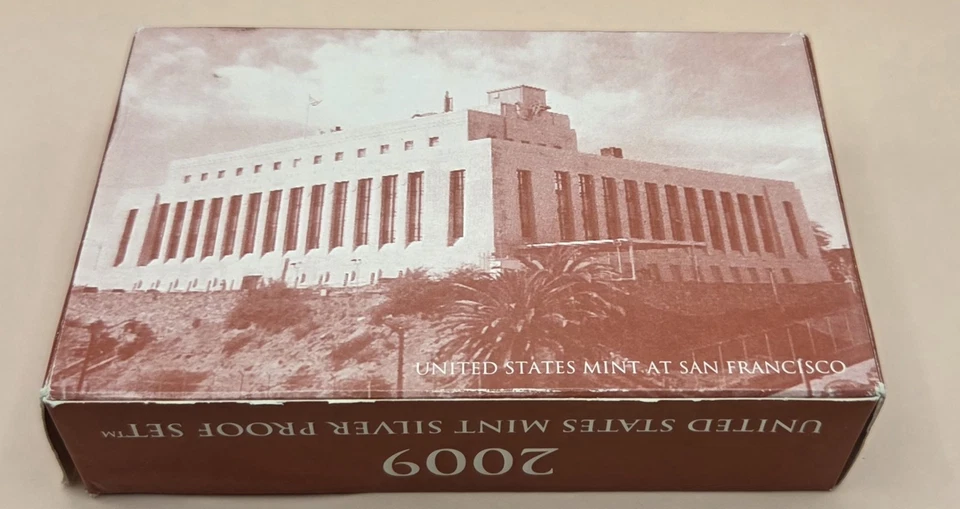 UNITED STATES MINT AT SAN FRANCISCO
UNITED STATES MINT SILVER PROOF SET™
2009